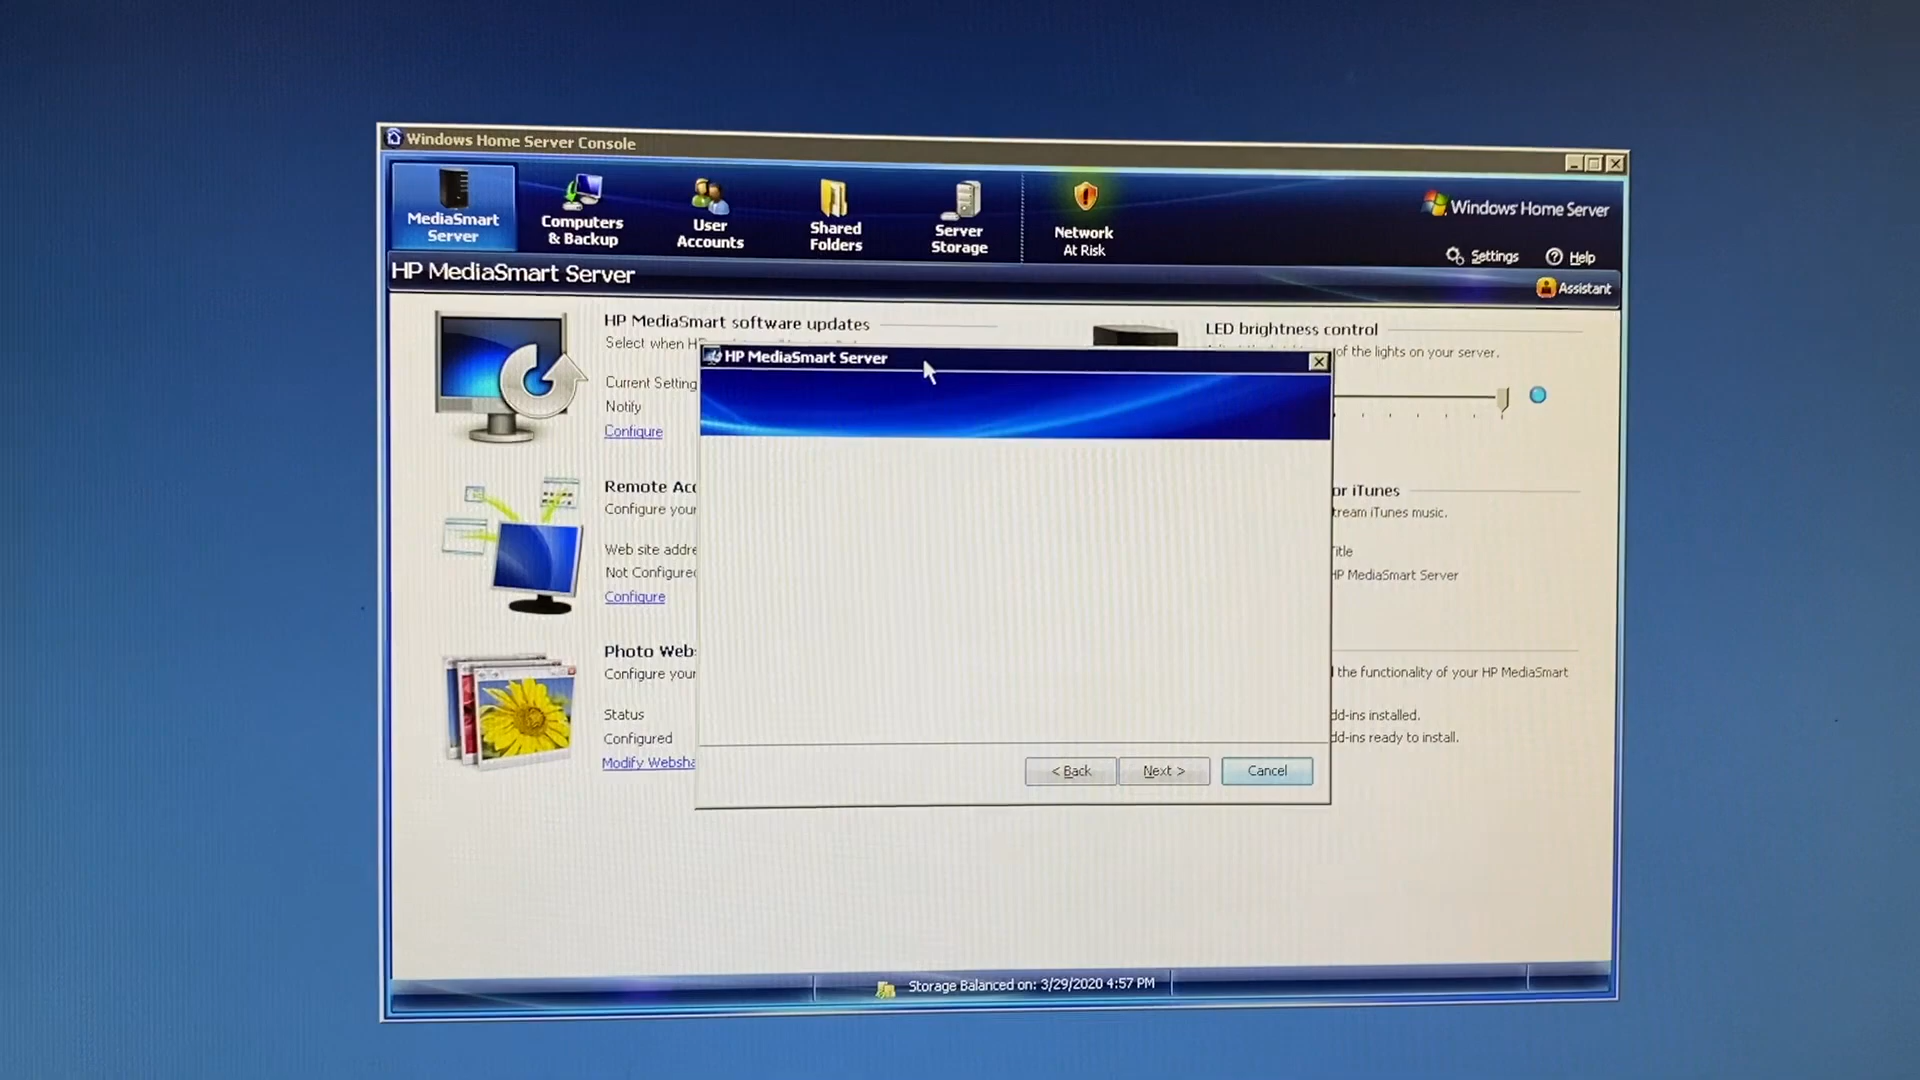 Windows Home Server Console
MediaSmart
Server
Computers
& Backup
User
Accounts
Shared
Folders
Server
Storage
Network
At Risk
Windows Home Server
Settings
Help
HP MediaSmart Server
Assistant
HP MediaSmart software updates
Select when H
Current Setting
Notify
Configure
LED brightness control
of the lights on your server.
HP MediaSmart Server
Remote Acc
Configure your
Web site addre
Not Configured
Configure
or iTunes
tream iTunes music.
itle
HP MediaSmart Server
Photo Webs
Configure your
Status
Configured
Modify Websha
the functionality of your HP MediaSmart
dd-ins installed.
dd-ins ready to install.
< Back
Next >
Cancel
Storage Balanced on: 3/29/2020 4:57 PM